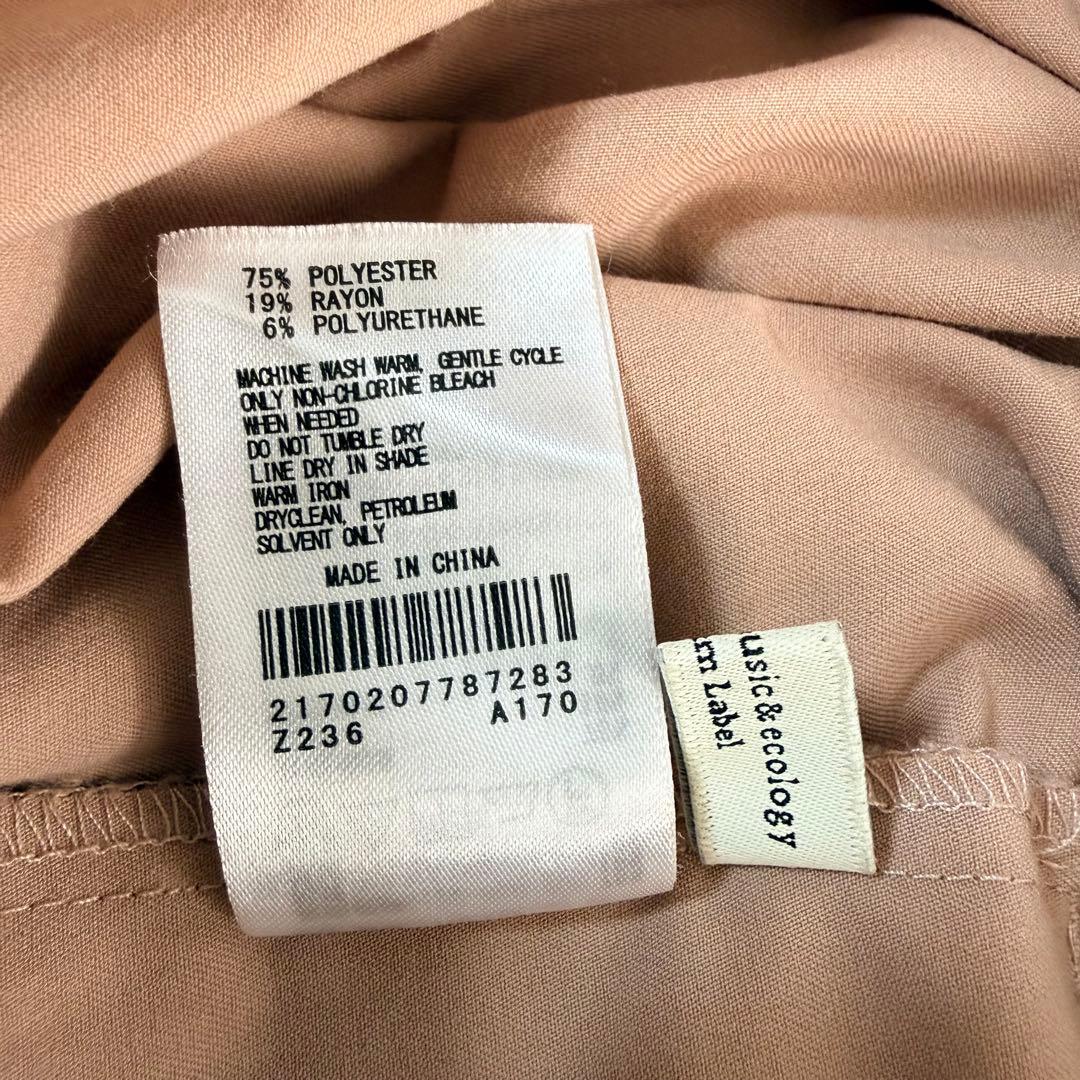 75% POLYESTER
19% RAYON
6% POLYURETHANE
MACHINE WASH WARM, GENTLE CYCLE
ONLY NON-CHLORINE BLEACH
WHEN NEEDED
DO NOT TUMBLE DRY
LINE DRY IN SHADE
WARM IRON
DRYCLEAN, PETROLEUM
SOLVENT ONLY
MADE IN CHINA
2170207787283
Z236 A170
usic&ecology
m Label